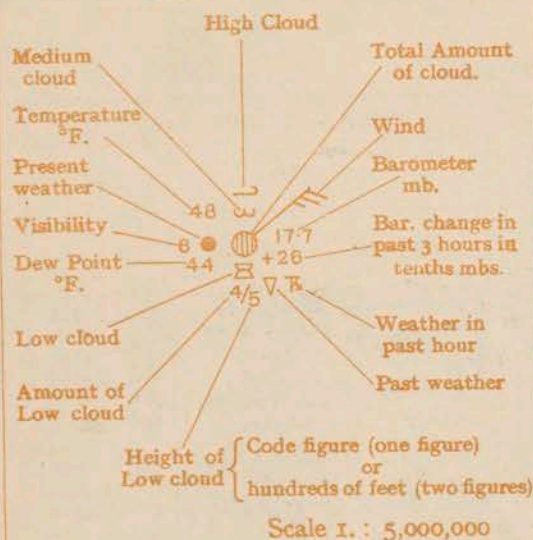 High Cloud
Medium
cloud
Total Amount
of cloud.
Temperature
°F.
Wind
Present
weather
Barometer
mb.
48
17.7
Visibility
8
Bar. change in
past 3 hours in
tenths mbs.
+26
Dew Point
°F.
44
4/5
Low cloud
Weather in
past hour
Amount of
Low cloud
Past weather
Height of
Low cloud
Code figure (one figure)
or
hundreds of feet (two figures)
Scale 1. : 5,000,000